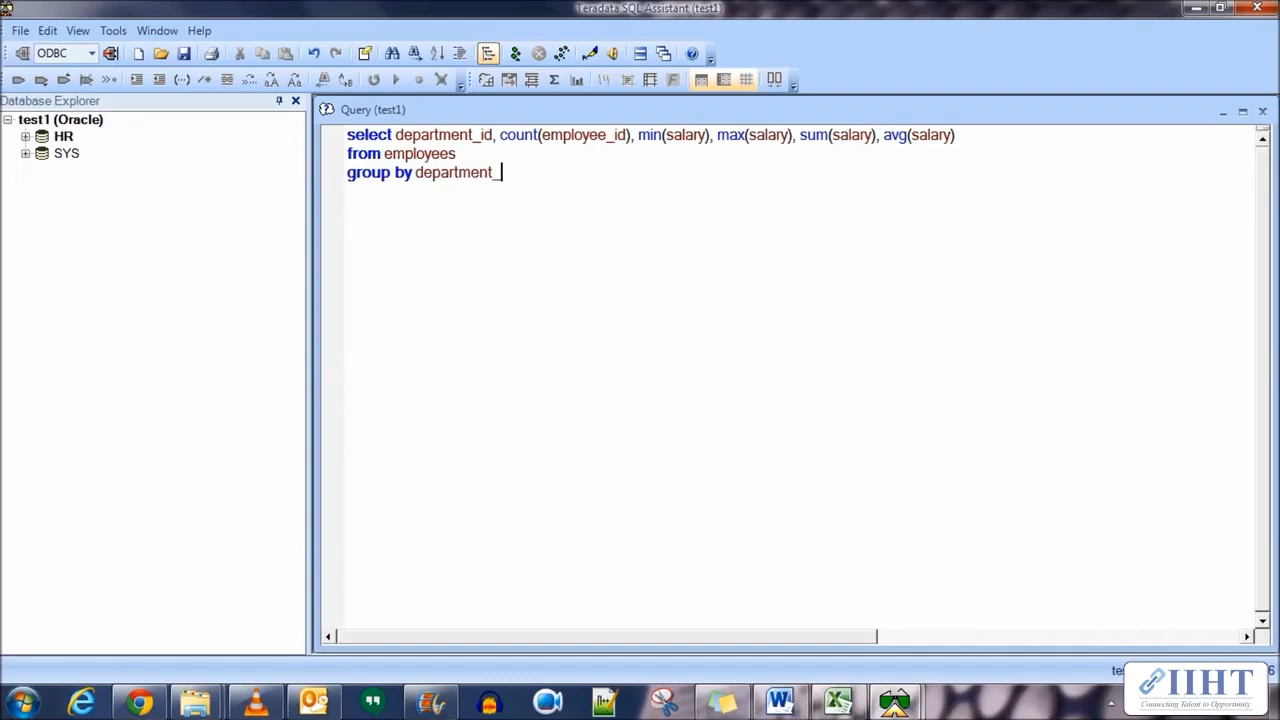 Teradata SQL Assistant (test1)
File Edit View Tools Window Help
ODBC
Database Explorer
test1 (Oracle)
HR
SYS
Query (test1)
select department_id, count(employee_id), min(salary), max(salary), sum(salary), avg(salary)
from employees
group by department_
IIHT
Connecting Talent to Opportunity